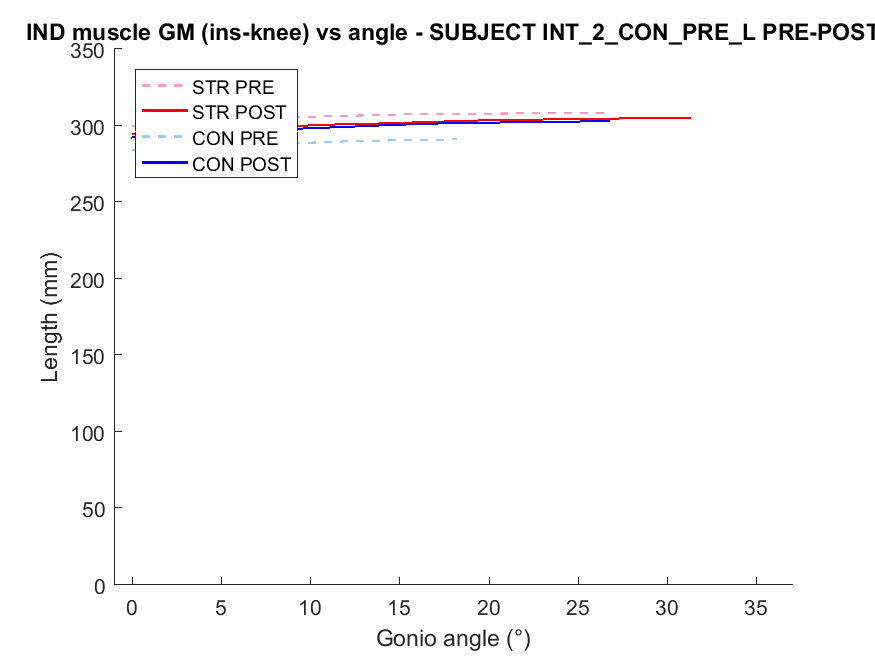 IND muscle GM (ins-knee) vs angle - SUBJECT INT_2_CON_PRE_L PRE-POST
350
300
250
200
150
100
50
0
Length (mm)
STR PRE
STR POST
CON PRE
CON POST
0 5 10 15 20 25 30 35
Gonio angle (°)